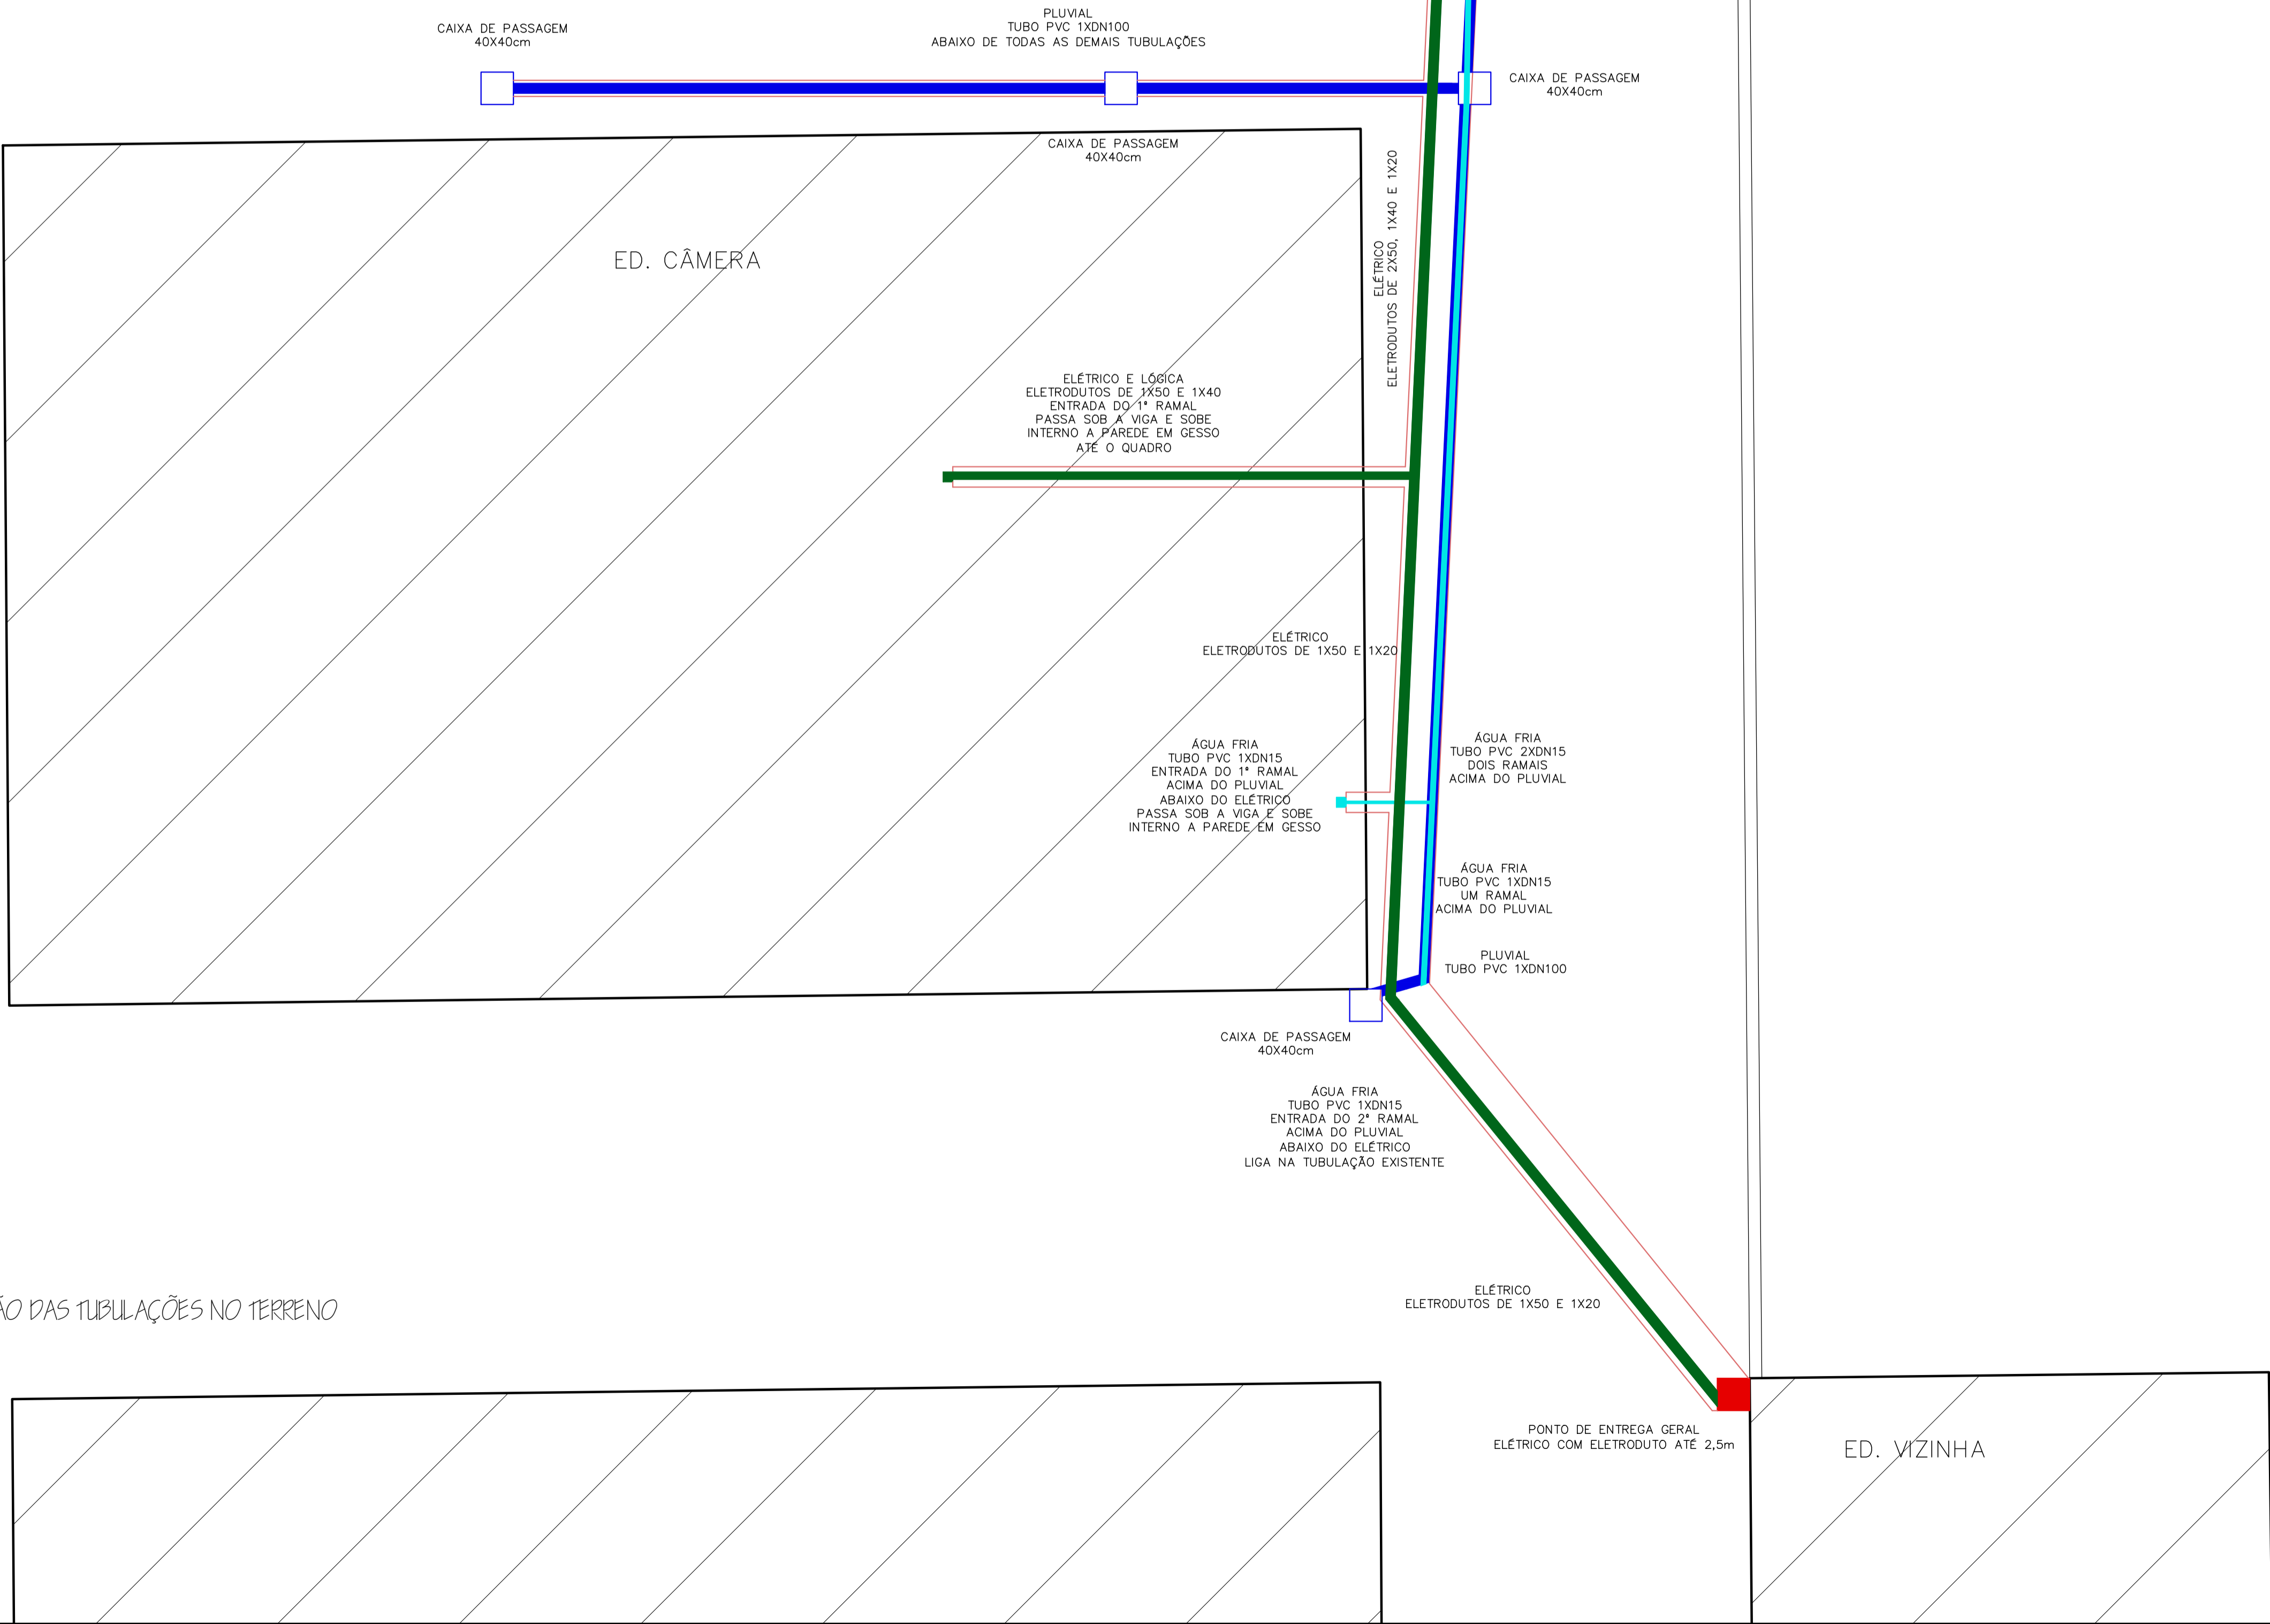 PLUVIAL
TUBO PVC 1XDN100
ABAIXO DE TODAS AS DEMAIS TUBULAÇÕES
CAIXA DE PASSAGEM
40X40cm
CAIXA DE PASSAGEM
40X40cm
CAIXA DE PASSAGEM
40X40cm
ED. CÂMERA
ELÉTRICO
ELETRODUTOS DE 2X50, 1X40 E 1X20
ELÉTRICO E LÓGICA
ELETRODUTOS DE 1X50 E 1X40
ENTRADA DO 1° RAMAL
PASSA SOB A VIGA E SOBE
INTERNO A PAREDE EM GESSO
ATÉ O QUADRO
ELÉTRICO
ELETRODUTOS DE 1X50 E 1X20
ÁGUA FRIA
TUBO PVC 1XDN15
ENTRADA DO 1° RAMAL
ACIMA DO PLUVIAL
ABAIXO DO ELÉTRICO
PASSA SOB A VIGA E SOBE
INTERNO A PAREDE EM GESSO
ÁGUA FRIA
TUBO PVC 2XDN15
DOIS RAMAIS
ACIMA DO PLUVIAL
ÁGUA FRIA
TUBO PVC 1XDN15
UM RAMAL
ACIMA DO PLUVIAL
PLUVIAL
TUBO PVC 1XDN100
CAIXA DE PASSAGEM
40X40cm
ÁGUA FRIA
TUBO PVC 1XDN15
ENTRADA DO 2° RAMAL
ACIMA DO PLUVIAL
ABAIXO DO ELÉTRICO
LIGA NA TUBULAÇÃO EXISTENTE
ELÉTRICO
ELETRODUTOS DE 1X50 E 1X20
ÃO DAS TUBULAÇÕES NO TERRENO
PONTO DE ENTREGA GERAL
ELÉTRICO COM ELETRODUTO ATÉ 2,5m
ED. VIZINHA